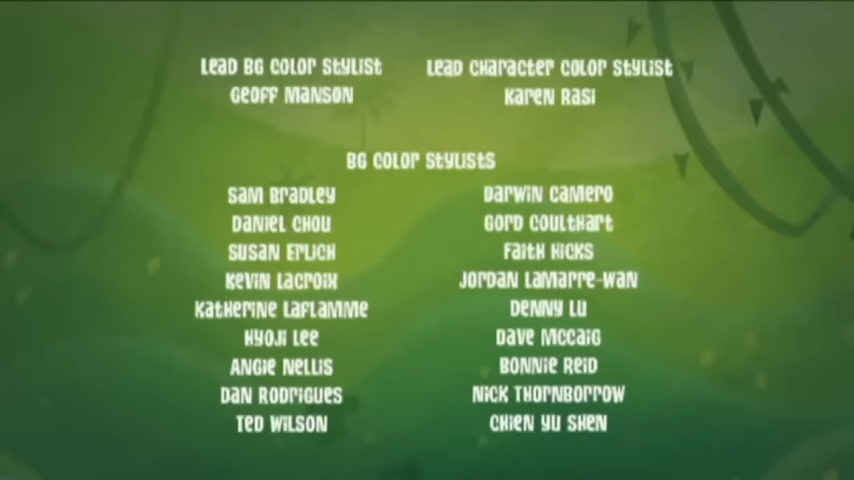 Lead BG Color Stylist
Geoff Manson
Lead Character Color Stylist
Karen Rasi
BG Color Stylists
Sam Bradley
Darwin Camero
Daniel Chou
Gord Coulthart
Susan Erlich
Faith Hicks
Kevin Lacroix
Jordan Lamarre-Wan
Katherine Laflamme
Denny Lu
Hyoji Lee
Dave McCaig
Angie Nellis
Bonnie Reid
Dan Rodrigues
Nick Thornborrow
Ted Wilson
Chien Yu Shen